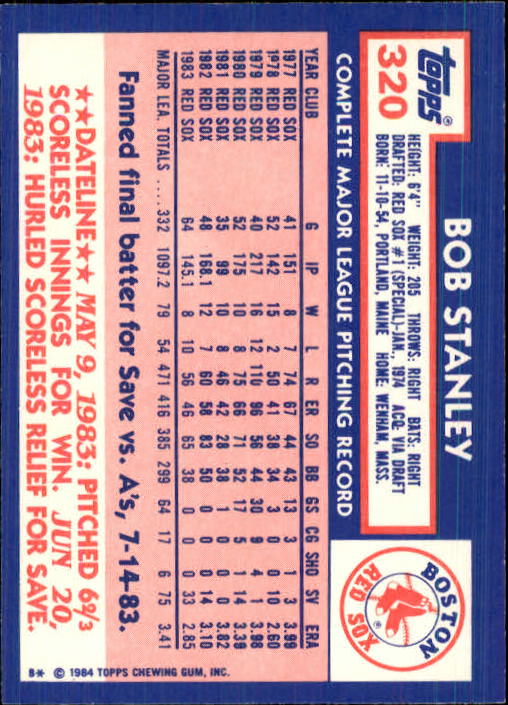 topps®
320
BOB STANLEY
HEIGHT: 6'4" WEIGHT: 205 THROWS: RIGHT BATS: RIGHT
DRAFTED: RED SOX #1 (SPECIAL)-JAN., 1974 ACQ: VIA DRAFT
BORN: 11-10-54, PORTLAND, MAINE HOME: WENHAM, MASS.
BOSTON
RED SOX
COMPLETE MAJOR LEAGUE PITCHING RECORD
YEAR CLUB G IP W L R ER SO BB GS CG SHO SV ERA
1977 RED SOX 41 151 8 7 74 67 44 43 13 3 1 3 3.99
1978 RED SOX 52 142 15 2 50 41 38 34 3 0 0 10 2.60
1979 RED SOX 40 217 16 12 110 96 56 44 30 9 4 1 3.98
1980 RED SOX 52 175 10 8 75 66 71 52 17 5 1 14 3.39
1981 RED SOX 35 99 10 8 46 42 28 38 1 0 0 0 3.82
1982 RED SOX 48 168.1 12 7 60 58 83 50 0 0 0 14 3.10
1983 RED SOX 64 145.1 8 10 56 46 65 38 0 0 0 33 2.85
MAJOR LEA. TOTALS ..... 332 1097.2 79 54 471 416 385 299 64 17 6 75 3.41
Fanned final batter for Save vs. A's, 7-14-83.
★★DATELINE★★ MAY 9, 1983: PITCHED 6⅔
SCORELESS INNINGS FOR WIN. JUN 20,
1983: HURLED SCORELESS RELIEF FOR SAVE.
B* © 1984 TOPPS CHEWING GUM, INC.